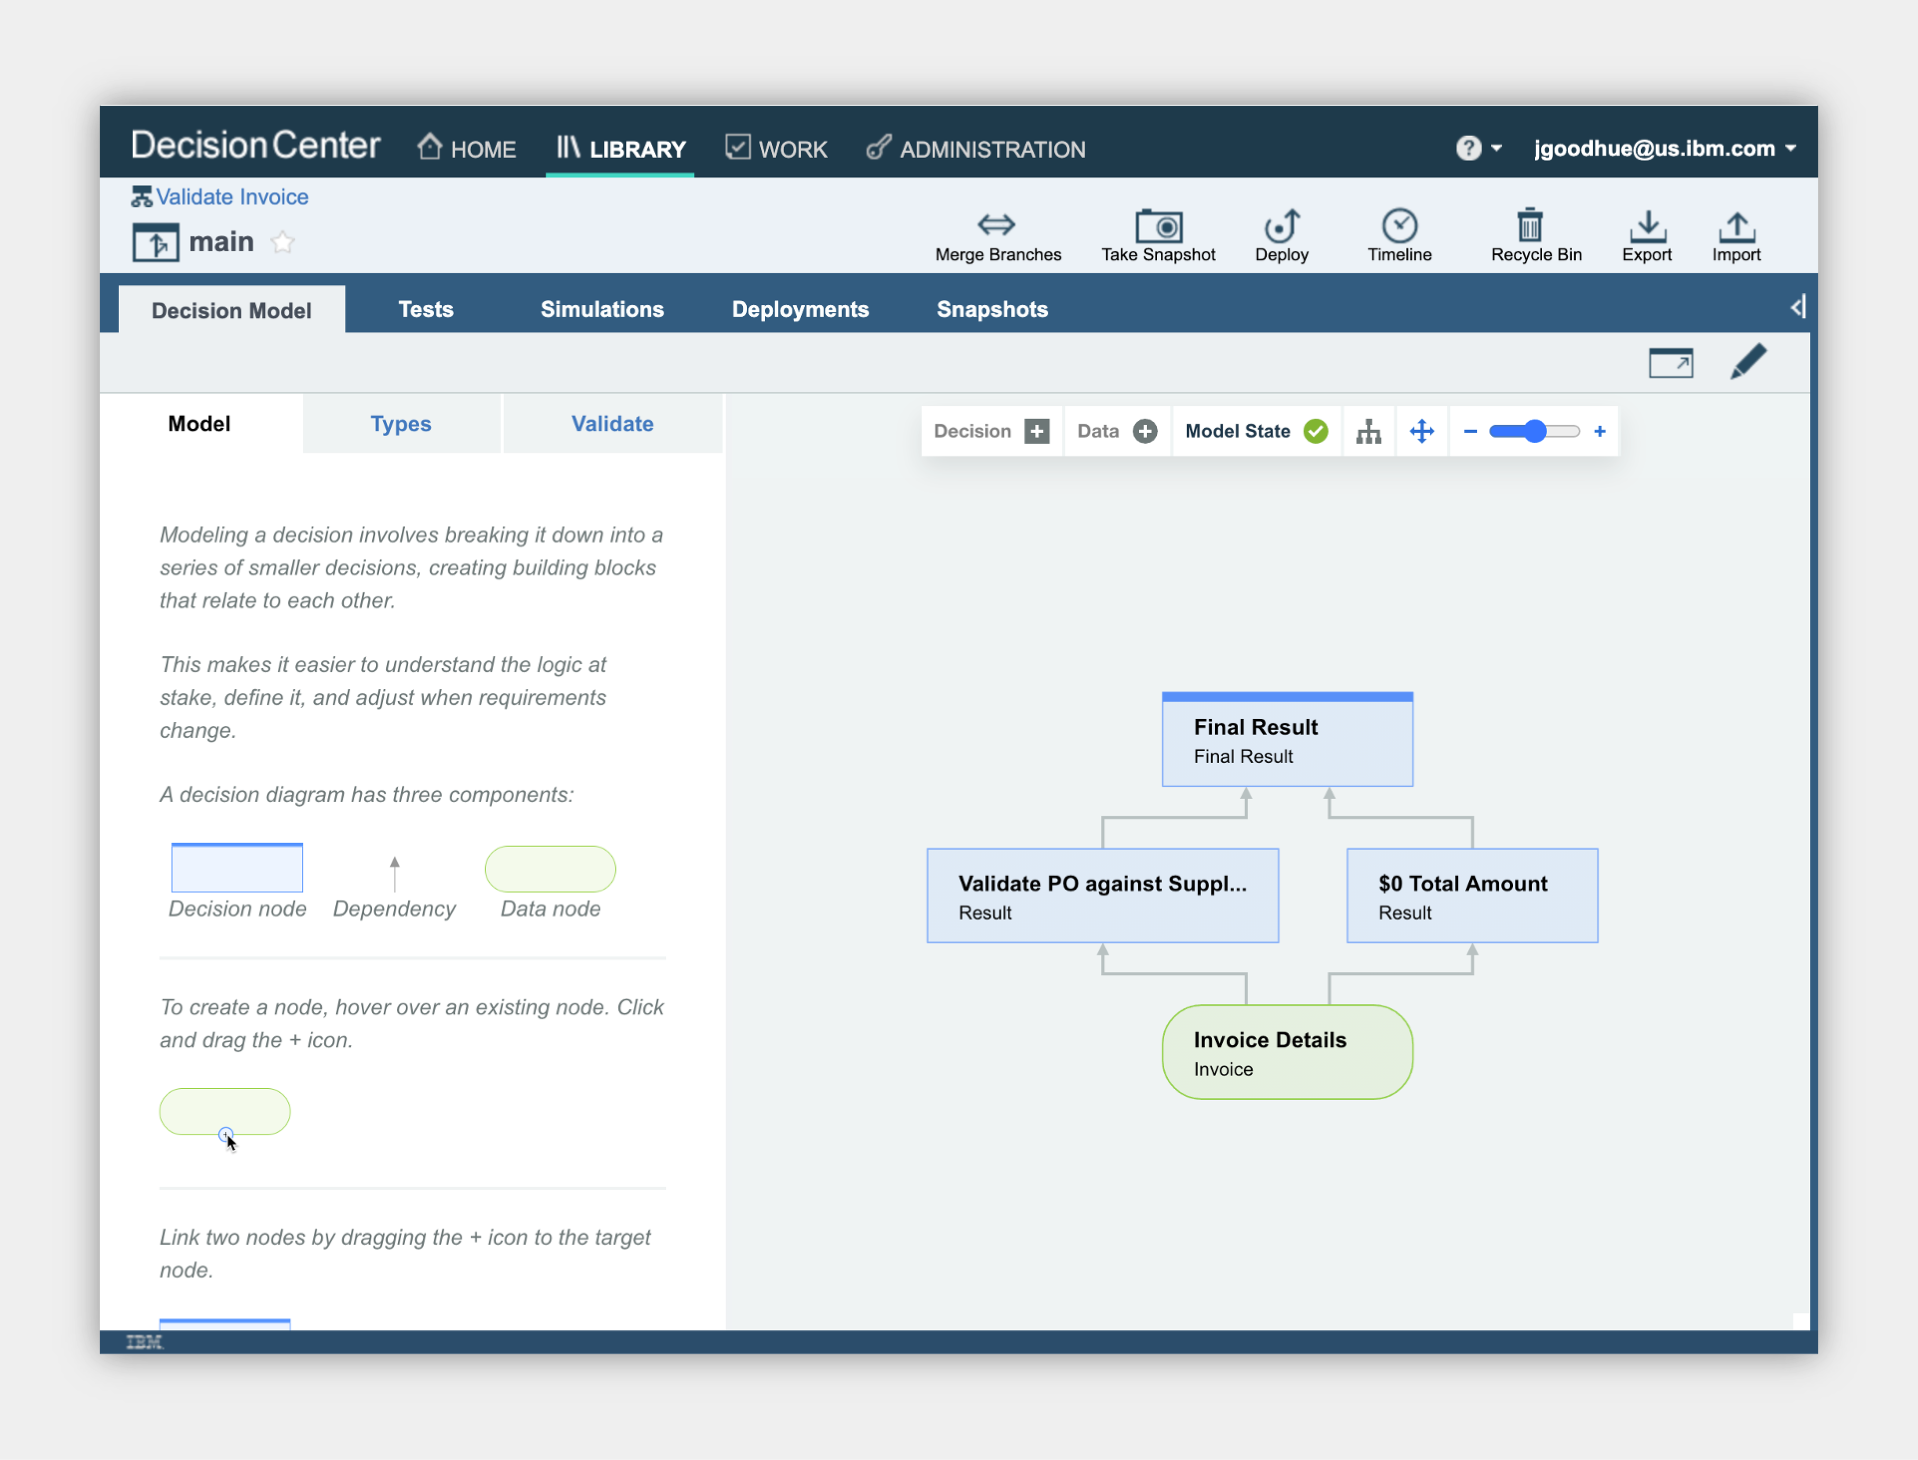 Decision Center
HOME
LIBRARY
WORK
ADMINISTRATION
?
jgoodhue@us.ibm.com
Validate Invoice
main
Merge Branches
Take Snapshot
Deploy
Timeline
Recycle Bin
Export
Import
Decision Model
Tests
Simulations
Deployments
Snapshots
Model
Types
Validate
Decision
Data
Model State
Modeling a decision involves breaking it down into a
series of smaller decisions, creating building blocks
that relate to each other.
This makes it easier to understand the logic at
stake, define it, and adjust when requirements
change.
A decision diagram has three components:
Decision node
Dependency
Data node
To create a node, hover over an existing node. Click
and drag the + icon.
Link two nodes by dragging the + icon to the target
node.
Final Result
Final Result
Validate PO against Suppl...
Result
$0 Total Amount
Result
Invoice Details
Invoice
IBM